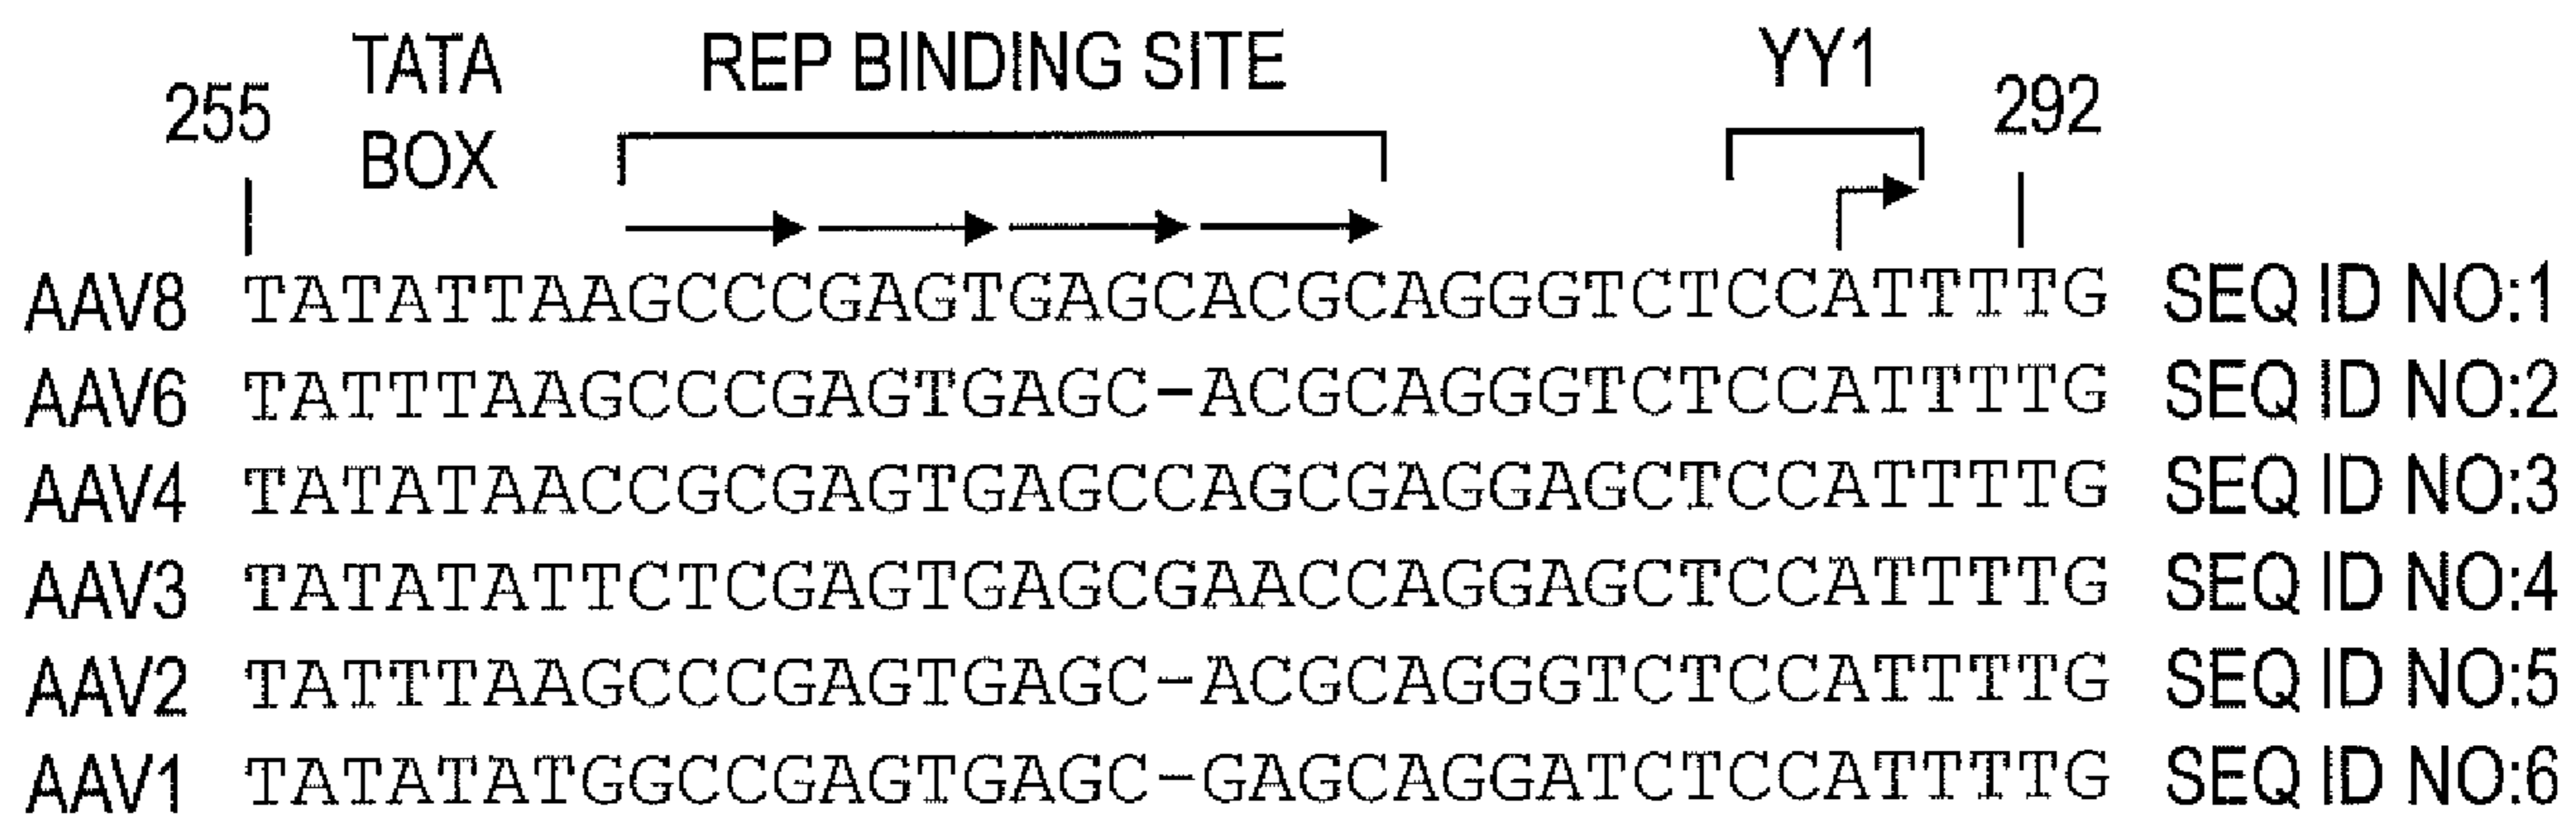 TATA REP BINDING SITE YY1
255 BOX 292
AAV8 TATATTAAGCCCGAGTGAGCACGCAGGGTCTCCATTTTG SEQ ID NO:1
AAV6 TATTTAAGCCCGAGTGAGC-ACGCAGGGTCTCCATTTTG SEQ ID NO:2
AAV4 TATATAACCGCGAGTGAGCCAGCGAGGAGCTCCATTTTG SEQ ID NO:3
AAV3 TATATATTCTCGAGTGAGCGAACCAGGAGCTCCATTTTG SEQ ID NO:4
AAV2 TATTTAAGCCCGAGTGAGC-ACGCAGGGTCTCCATTTTG SEQ ID NO:5
AAV1 TATATATGGCCGAGTGAGC-GAGCAGGATCTCCATTTTG SEQ ID NO:6